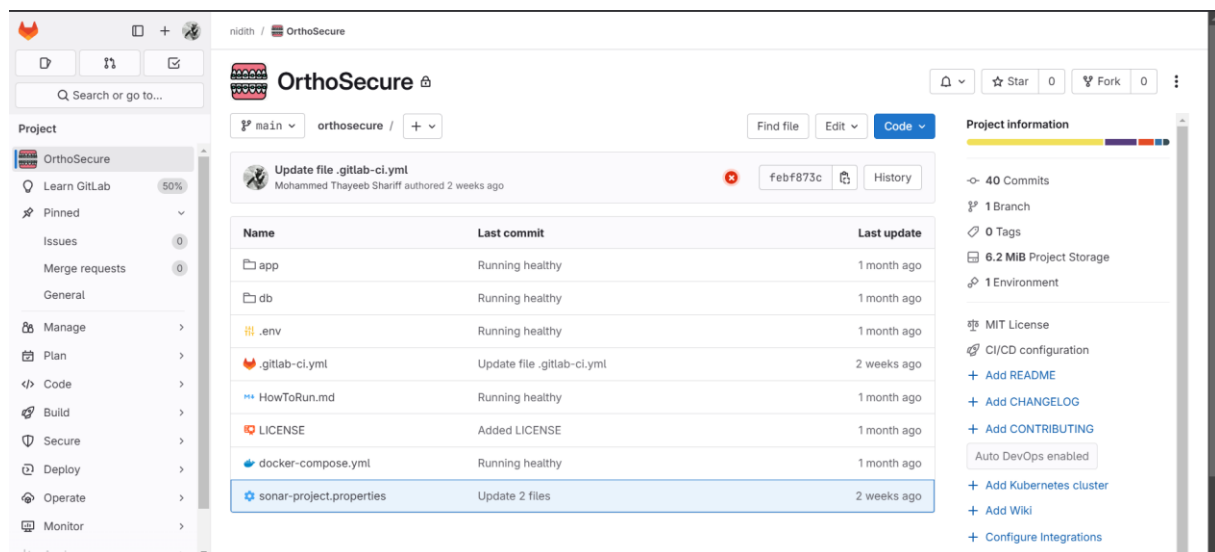 nidith / OrthoSecure
Search or go to...
Project
OrthoSecure
Learn GitLab 50%
Pinned
Issues 0
Merge requests 0
General
Manage
Plan
Code
Build
Secure
Deploy
Operate
Monitor
OrthoSecure
Star 0
Fork 0
main
orthosecure /
Find file
Edit
Code
Update file .gitlab-ci.yml
Mohammed Thayeeb Shariff authored 2 weeks ago
febf873c
History
Name Last commit Last update
app Running healthy 1 month ago
db Running healthy 1 month ago
.env Running healthy 1 month ago
.gitlab-ci.yml Update file .gitlab-ci.yml 2 weeks ago
HowToRun.md Running healthy 1 month ago
LICENSE Added LICENSE 1 month ago
docker-compose.yml Running healthy 1 month ago
sonar-project.properties Update 2 files 2 weeks ago
Project information
40 Commits
1 Branch
0 Tags
6.2 MiB Project Storage
1 Environment
MIT License
CI/CD configuration
+ Add README
+ Add CHANGELOG
+ Add CONTRIBUTING
Auto DevOps enabled
+ Add Kubernetes cluster
+ Add Wiki
+ Configure Integrations